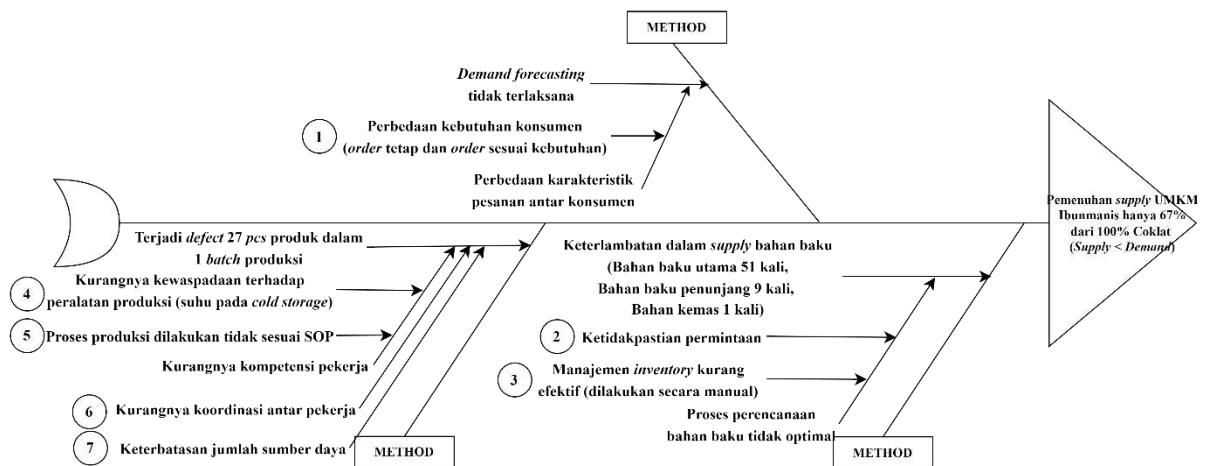 METHOD
Demand forecasting
tidak terlaksana
1
Perbedaan kebutuhan konsumen
(order tetap dan order sesuai kebutuhan)
Perbedaan karakteristik
pesanan antar konsumen
Pemenuhan supply UMKM
Ibunmanis hanya 67%
dari 100% Coklat
(Supply < Demand)
Terjadi defect 27 pcs produk dalam
1 batch produksi
4
Kurangnya kewaspadaan terhadap
peralatan produksi (suhu pada cold storage)
5
Proses produksi dilakukan tidak sesuai SOP
Kurangnya kompetensi pekerja
6
Kurangnya koordinasi antar pekerja
7
Keterbatasan jumlah sumber daya
METHOD
Keterlambatan dalam supply bahan baku
(Bahan baku utama 51 kali,
Bahan baku penunjang 9 kali,
Bahan kemas 1 kali)
2
Ketidakpastian permintaan
3
Manajemen inventory kurang
efektif (dilakukan secara manual)
Proses perencanaan
bahan baku tidak optimal
METHOD